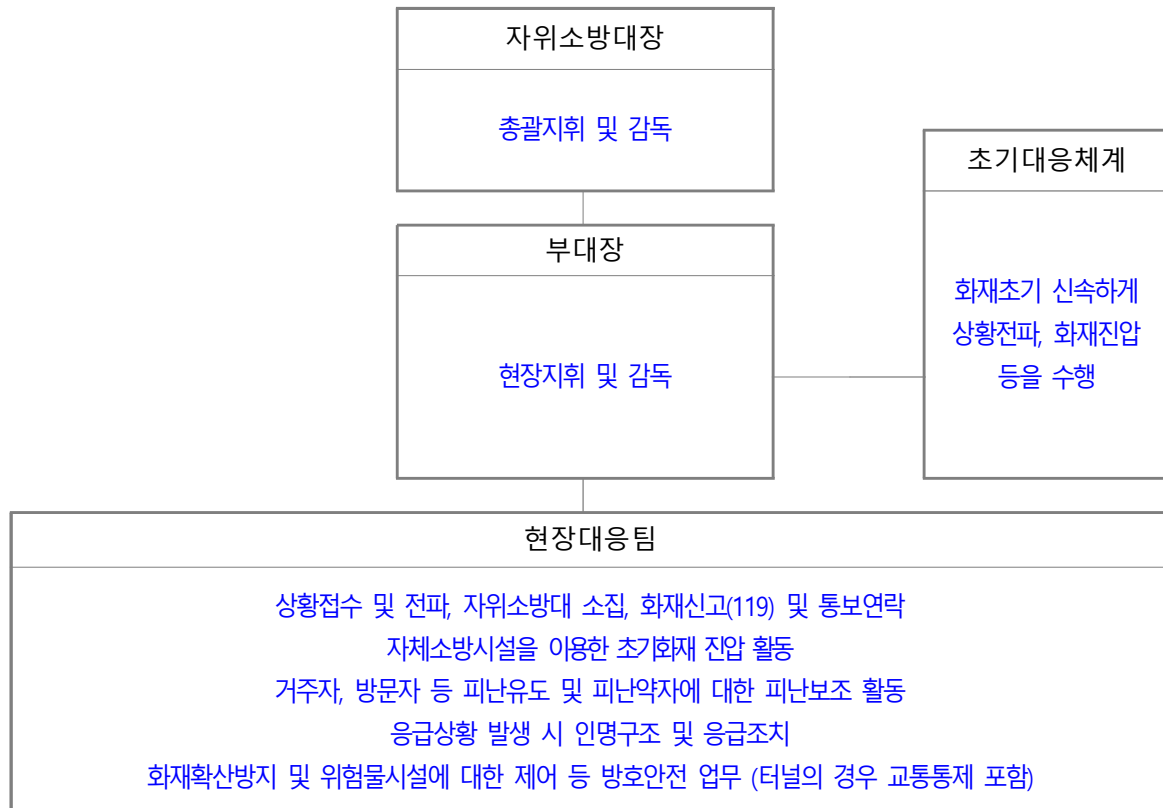 자위소방대장
총괄지휘 및 감독
초기대응체계
화재초기 신속하게
상황전파, 화재진압
등을 수행
부대장
현장지휘 및 감독
현장대응팀
상황접수 및 전파, 자위소방대 소집, 화재신고(119) 및 통보연락
자체소방시설을 이용한 초기화재 진압 활동
거주자, 방문자 등 피난유도 및 피난약자에 대한 피난보조 활동
응급상황 발생 시 인명구조 및 응급조치
화재확산방지 및 위험물시설에 대한 제어 등 방호안전 업무 (터널의 경우 교통통제 포함)